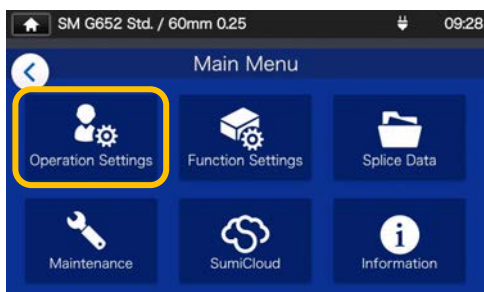 SM G652 Std. / 60mm 0.25 09:28
Main Menu
Operation Settings Function Settings Splice Data
Maintenance SumiCloud Information